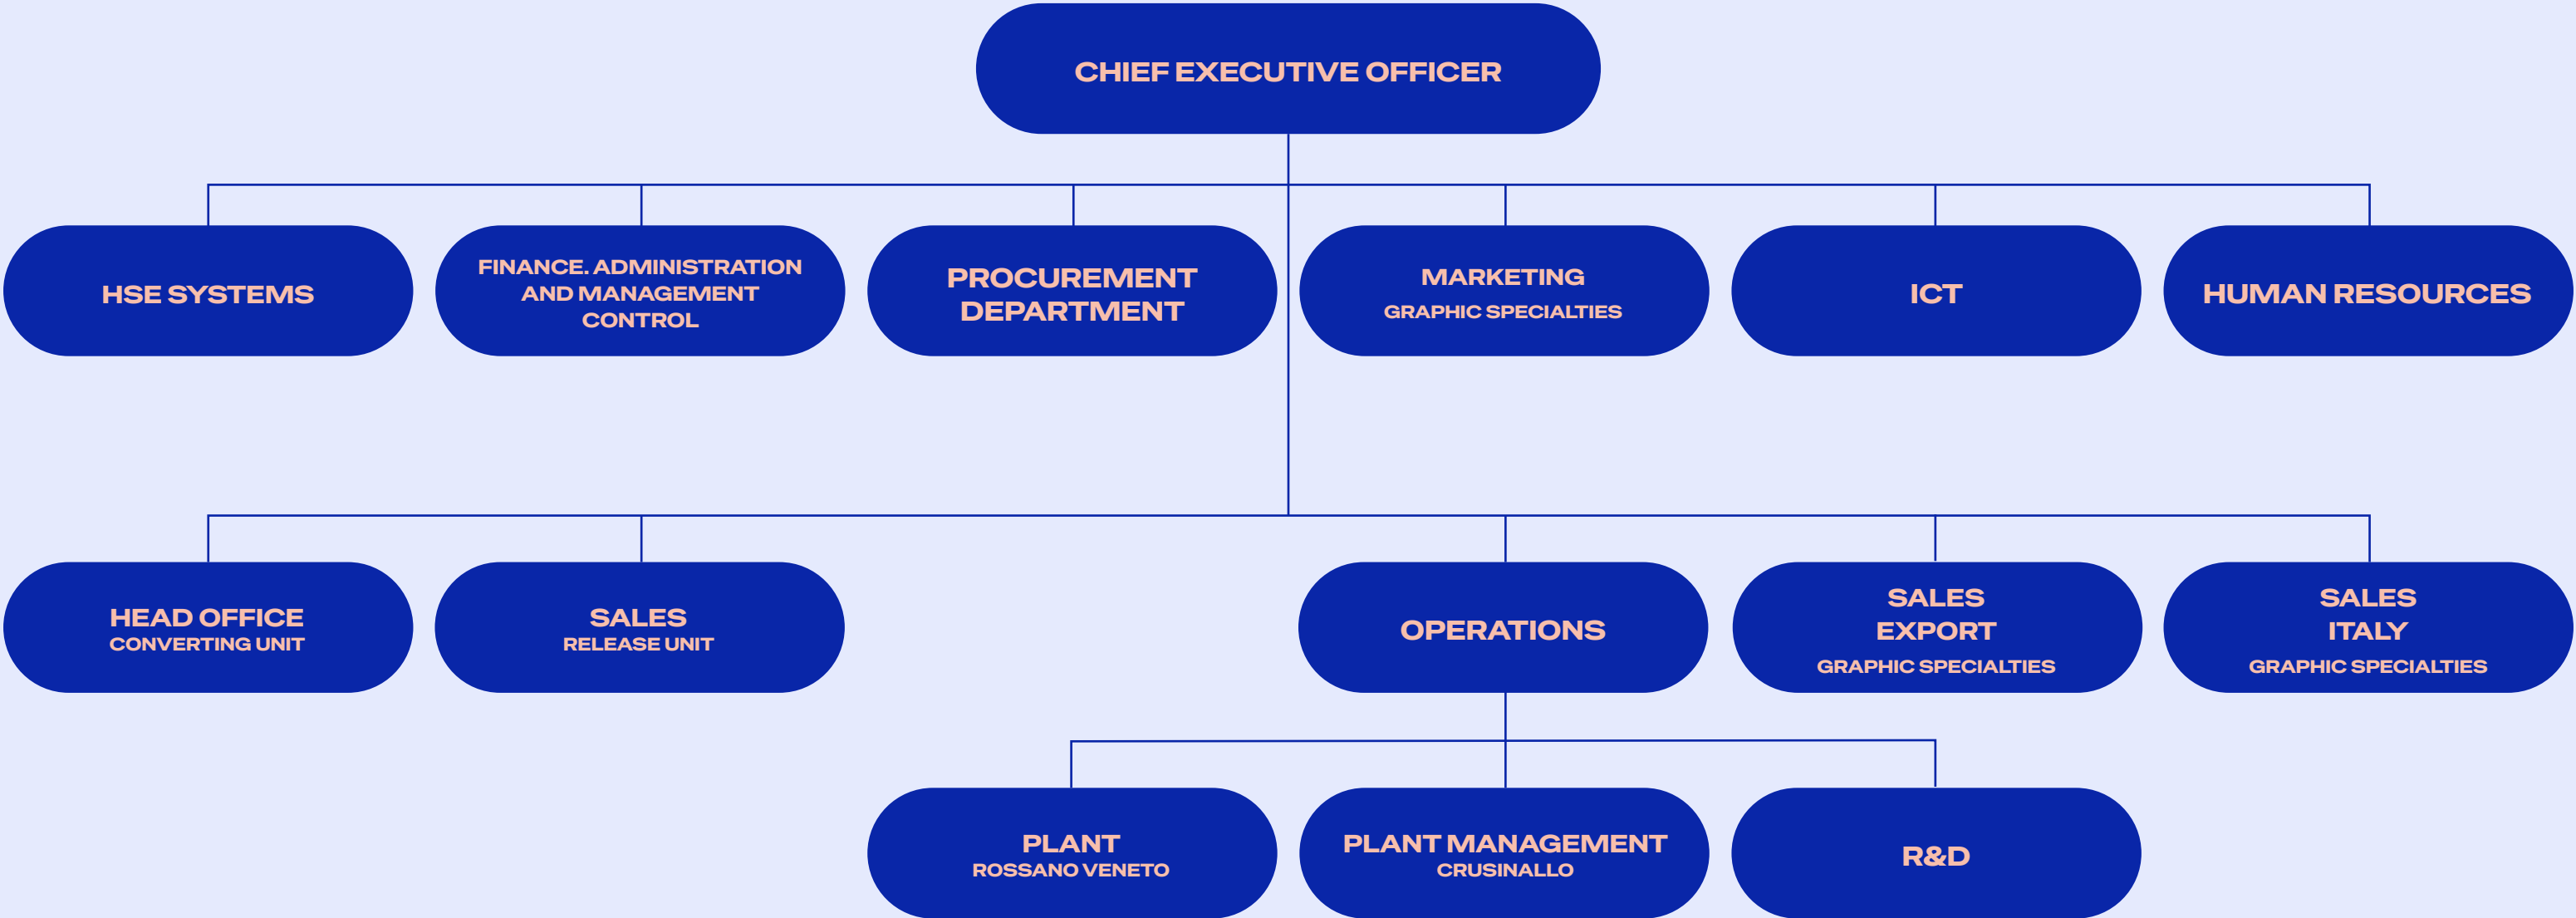 CHIEF EXECUTIVE OFFICER
HSE SYSTEMS
FINANCE. ADMINISTRATION
AND MANAGEMENT
CONTROL
PROCUREMENT
DEPARTMENT
MARKETING
GRAPHIC SPECIALTIES
ICT
HUMAN RESOURCES
HEAD OFFICE
CONVERTING UNIT
SALES
RELEASE UNIT
OPERATIONS
SALES
EXPORT
GRAPHIC SPECIALTIES
SALES
ITALY
GRAPHIC SPECIALTIES
PLANT
ROSSANO VENETO
PLANT MANAGEMENT
CRUSINALLO
R&D